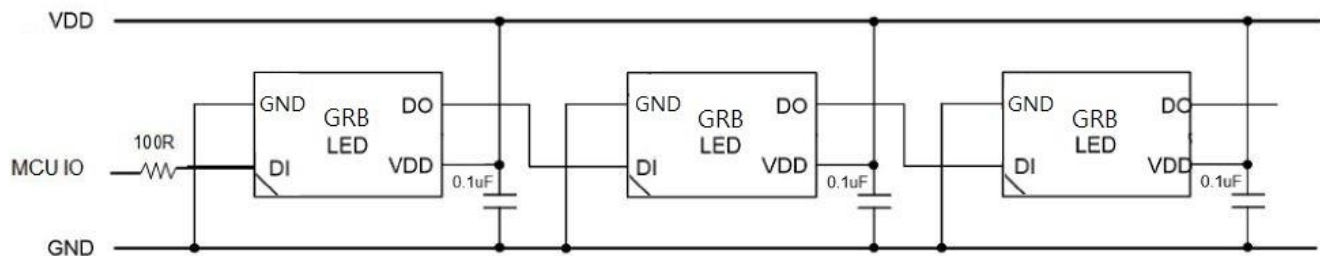 VDD
GND DO GND DO GND DO
GRB GRB GRB
100R LED LED LED
MCU IO DI VDD DI VDD DI VDD
0.1uF 0.1uF 0.1uF
GND